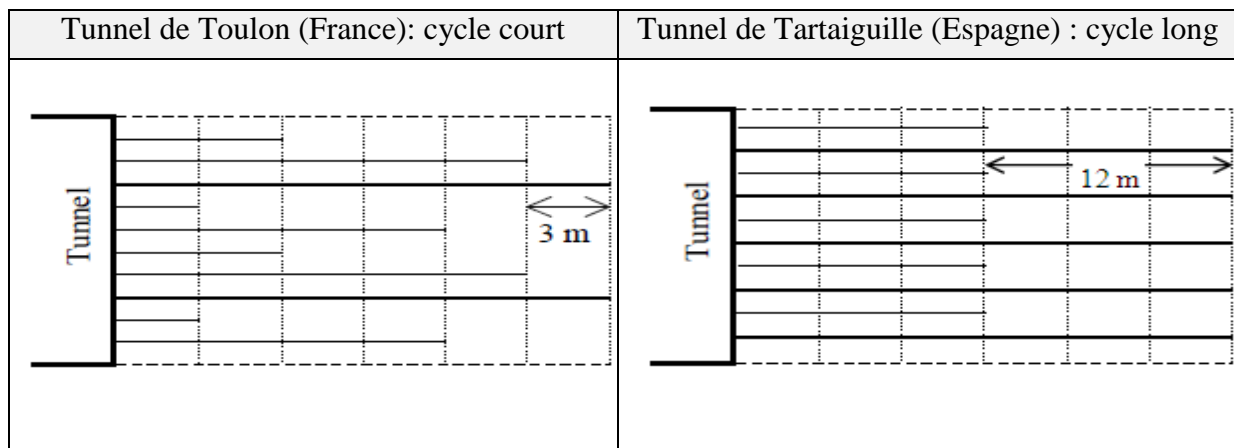 Tunnel de Toulon (France): cycle court
Tunnel de Tartaiguille (Espagne) : cycle long
Tunnel
3 m
Tunnel
12 m